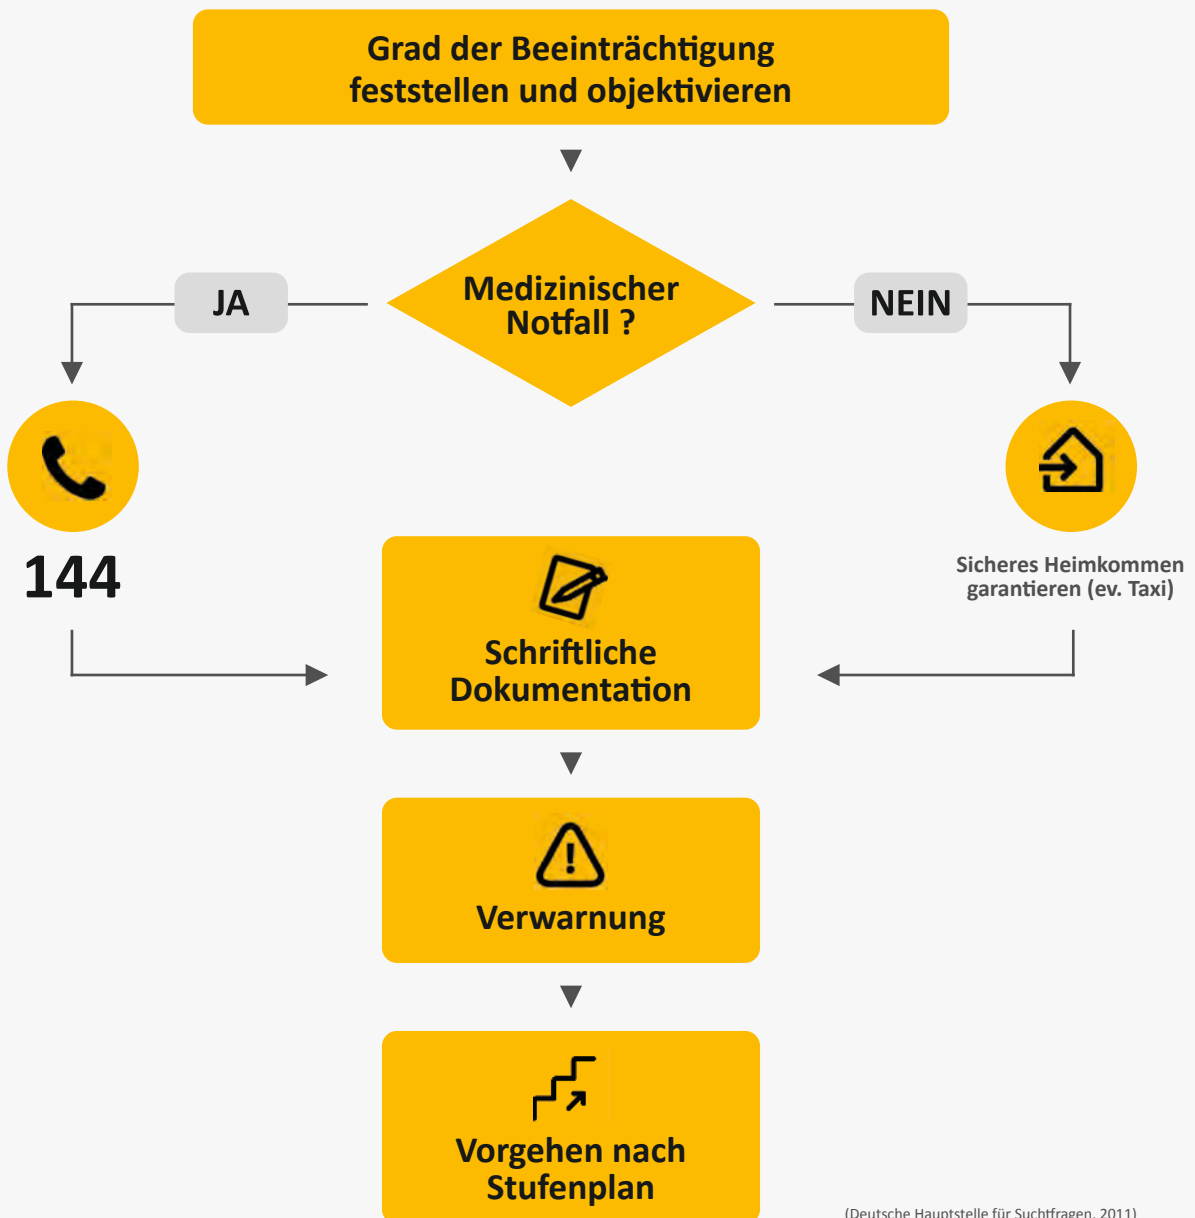 Grad der Beeinträchtigung
feststellen und objektivieren
Medizinischer
Notfall ?
JA
NEIN
144
Sicheres Heimkommen
garantieren (ev. Taxi)
Schriftliche
Dokumentation
Verwarnung
Vorgehen nach
Stufenplan
(Deutsche Hauptstelle für Suchtfragen, 2011)